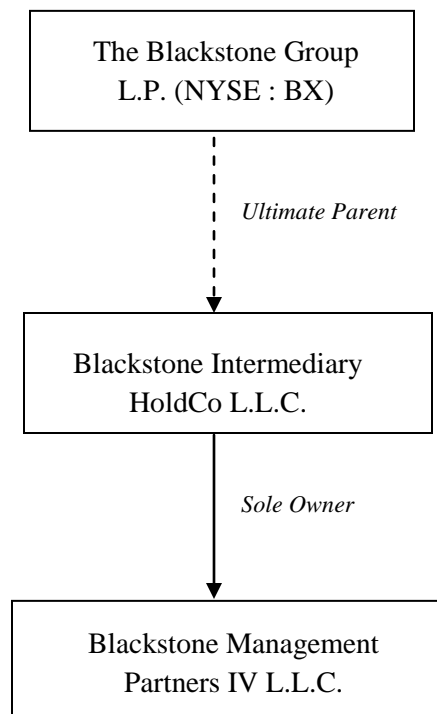 The Blackstone Group
L.P. (NYSE : BX)
Ultimate Parent
Blackstone Intermediary
HoldCo L.L.C.
Sole Owner
Blackstone Management
Partners IV L.L.C.